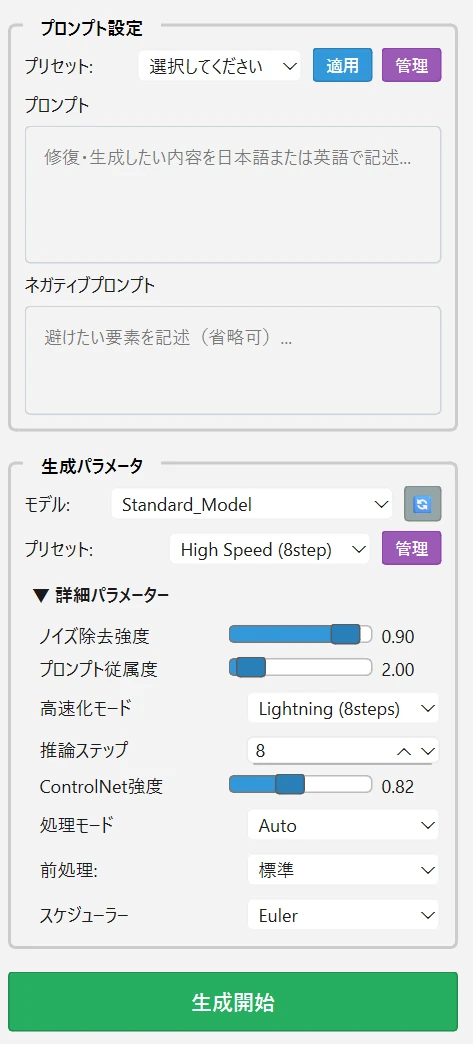 プロンプト設定
プリセット: 選択してください 適用 管理
プロンプト
修復・生成したい内容を日本語または英語で記述...
ネガティブプロンプト
避けたい要素を記述（省略可）...
生成パラメータ
モデル: Standard_Model
プリセット: High Speed (8step) 管理
▼ 詳細パラメーター
ノイズ除去強度 0.90
プロンプト従属度 2.00
高速化モード Lightning (8steps)
推論ステップ 8
ControlNet強度 0.82
処理モード Auto
前処理: 標準
スケジューラー Euler
生成開始